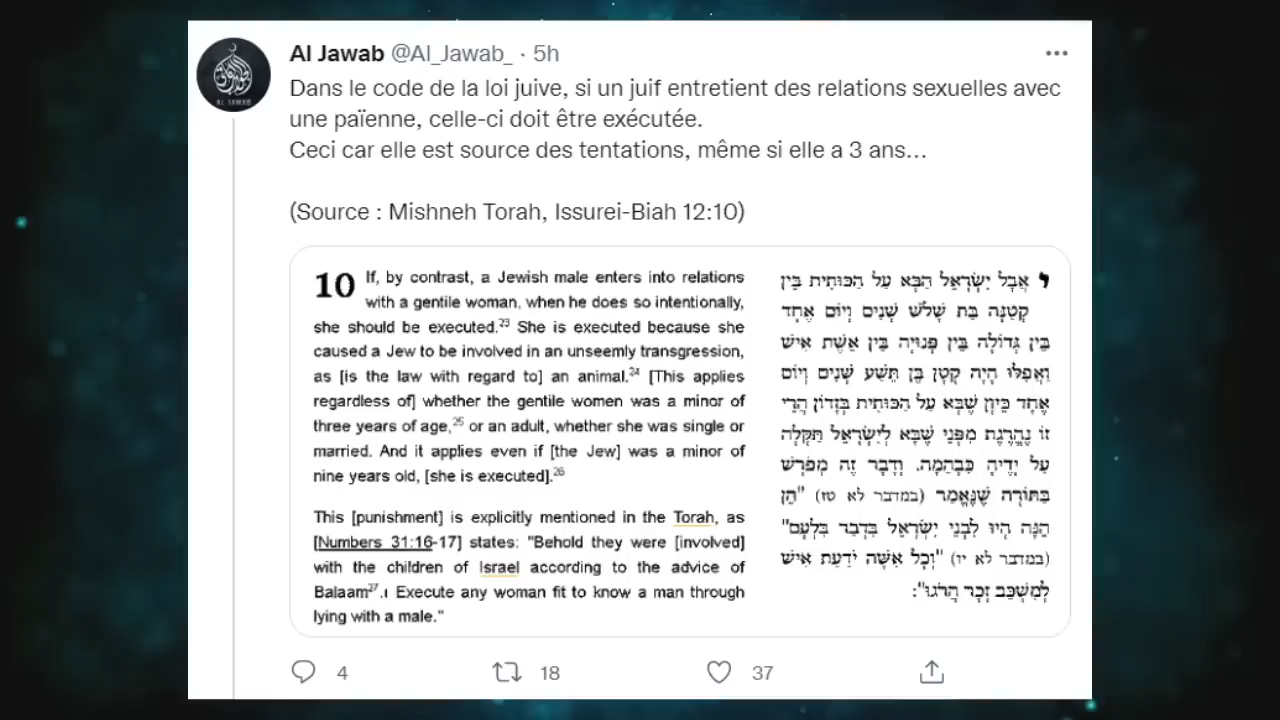 Al Jawab @Al_Jawab_ · 5h
Dans le code de la loi juive, si un juif entretient des relations sexuelles avec
une païenne, celle-ci doit être exécutée.
Ceci car elle est source des tentations, même si elle a 3 ans...
(Source : Mishneh Torah, Issurei-Biah 12:10)
10 If, by contrast, a Jewish male enters into relations
with a gentile woman, when he does so intentionally,
she should be executed.23 She is executed because she
caused a Jew to be involved in an unseemly transgression,
as [is the law with regard to] an animal.24 [This applies
regardless of] whether the gentile women was a minor of
three years of age,25 or an adult, whether she was single or
married. And it applies even if [the Jew] was a minor of
nine years old, [she is executed].26
This [punishment] is explicitly mentioned in the Torah, as
[Numbers 31:16-17] states: "Behold they were [involved]
with the children of Israel according to the advice of
Balaam27.ı Execute any woman fit to know a man through
lying with a male."
י אֲבָל יִשְׂרָאֵל הַבָּא עַל הַכּוּתִית בֵּין
קְטַנָּה בַּת שָׁלֹשׁ שָׁנִים וְיוֹם אֶחָד
בֵּין גְּדוֹלָה בֵּין פְּנוּיָה בֵּין אֵשֶׁת אִישׁ
וַאֲפִלּוּ הָיָה קָטָן בֶּן תֵּשַׁע שָׁנִים וְיוֹם
אֶחָד כֵּיוָן שֶׁבָּא עַל הַכּוּתִית בְּזָדוֹן הֲרֵי
זוֹ נֶהֱרֶגֶת מִפְּנֵי שֶׁבָּא לְיִשְׂרָאֵל תַּקָּלָה
עַל יָדֶיהָ כִּבְהֵמָה. וְדָבָר זֶה מְפֹרָשׁ
בַּתּוֹרָה שֶׁנֶּאֱמַר (במדבר לא טז) "הֵן
הֵנָּה הָיוּ לִבְנֵי יִשְׂרָאֵל בִּדְבַר בִּלְעָם"
(במדבר לא יז) "וְכָל אִשָּׁה יֹדַעַת אִישׁ
לְמִשְׁכַּב זָכָר הֲרֹגוּ":
4 18 37
AL JAWAB